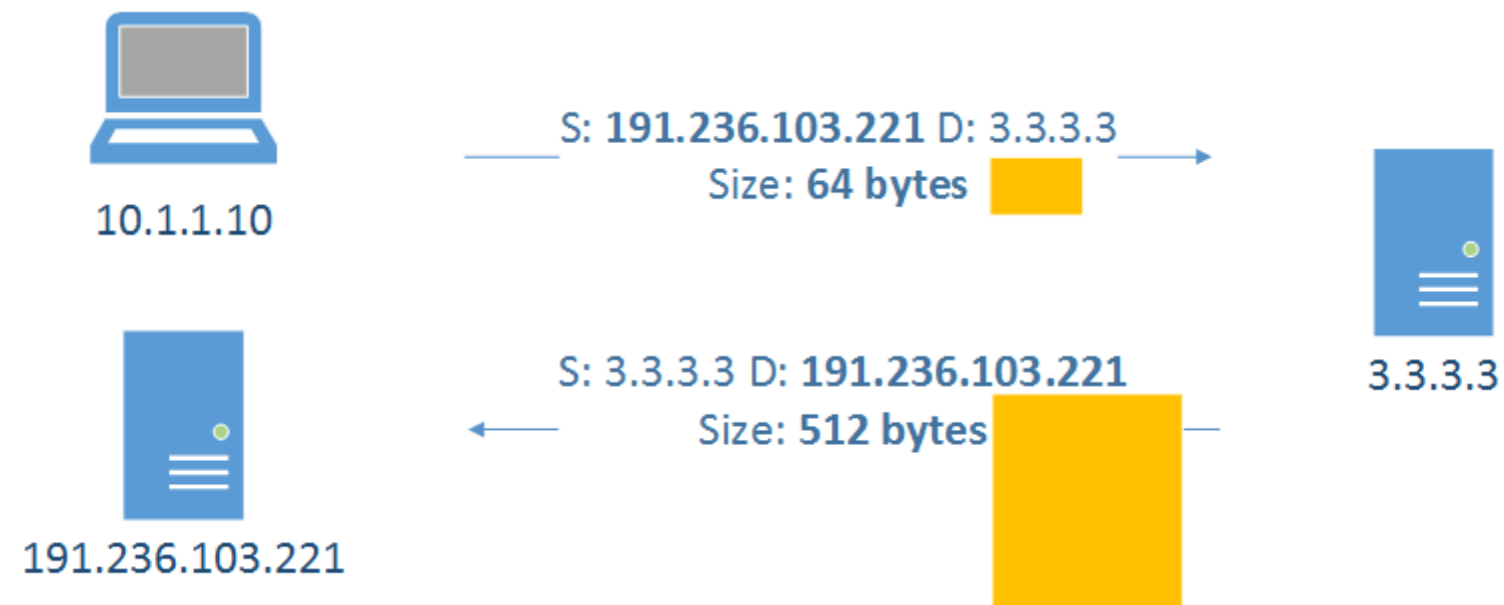 S: 191.236.103.221 D: 3.3.3.3
Size: 64 bytes
10.1.1.10
S: 3.3.3.3 D: 191.236.103.221
Size: 512 bytes
3.3.3.3
191.236.103.221